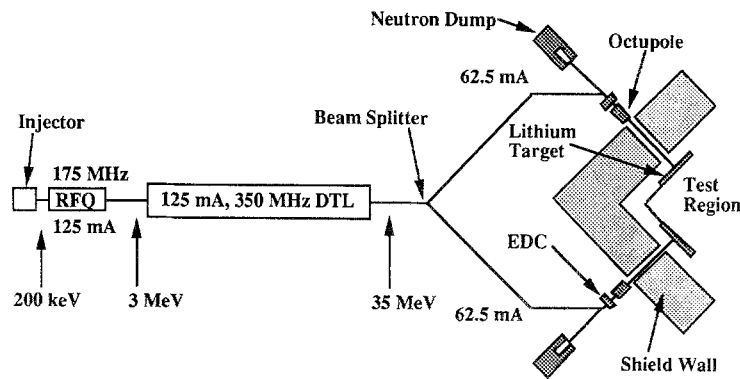 Neutron Dump
Octupole
62.5 mA
Injector
Beam Splitter
Lithium
Target
175 MHz
RFQ
125 mA, 350 MHz DTL
Test
Region
125 mA
EDC
200 keV
3 MeV
35 MeV
62.5 mA
Shield Wall